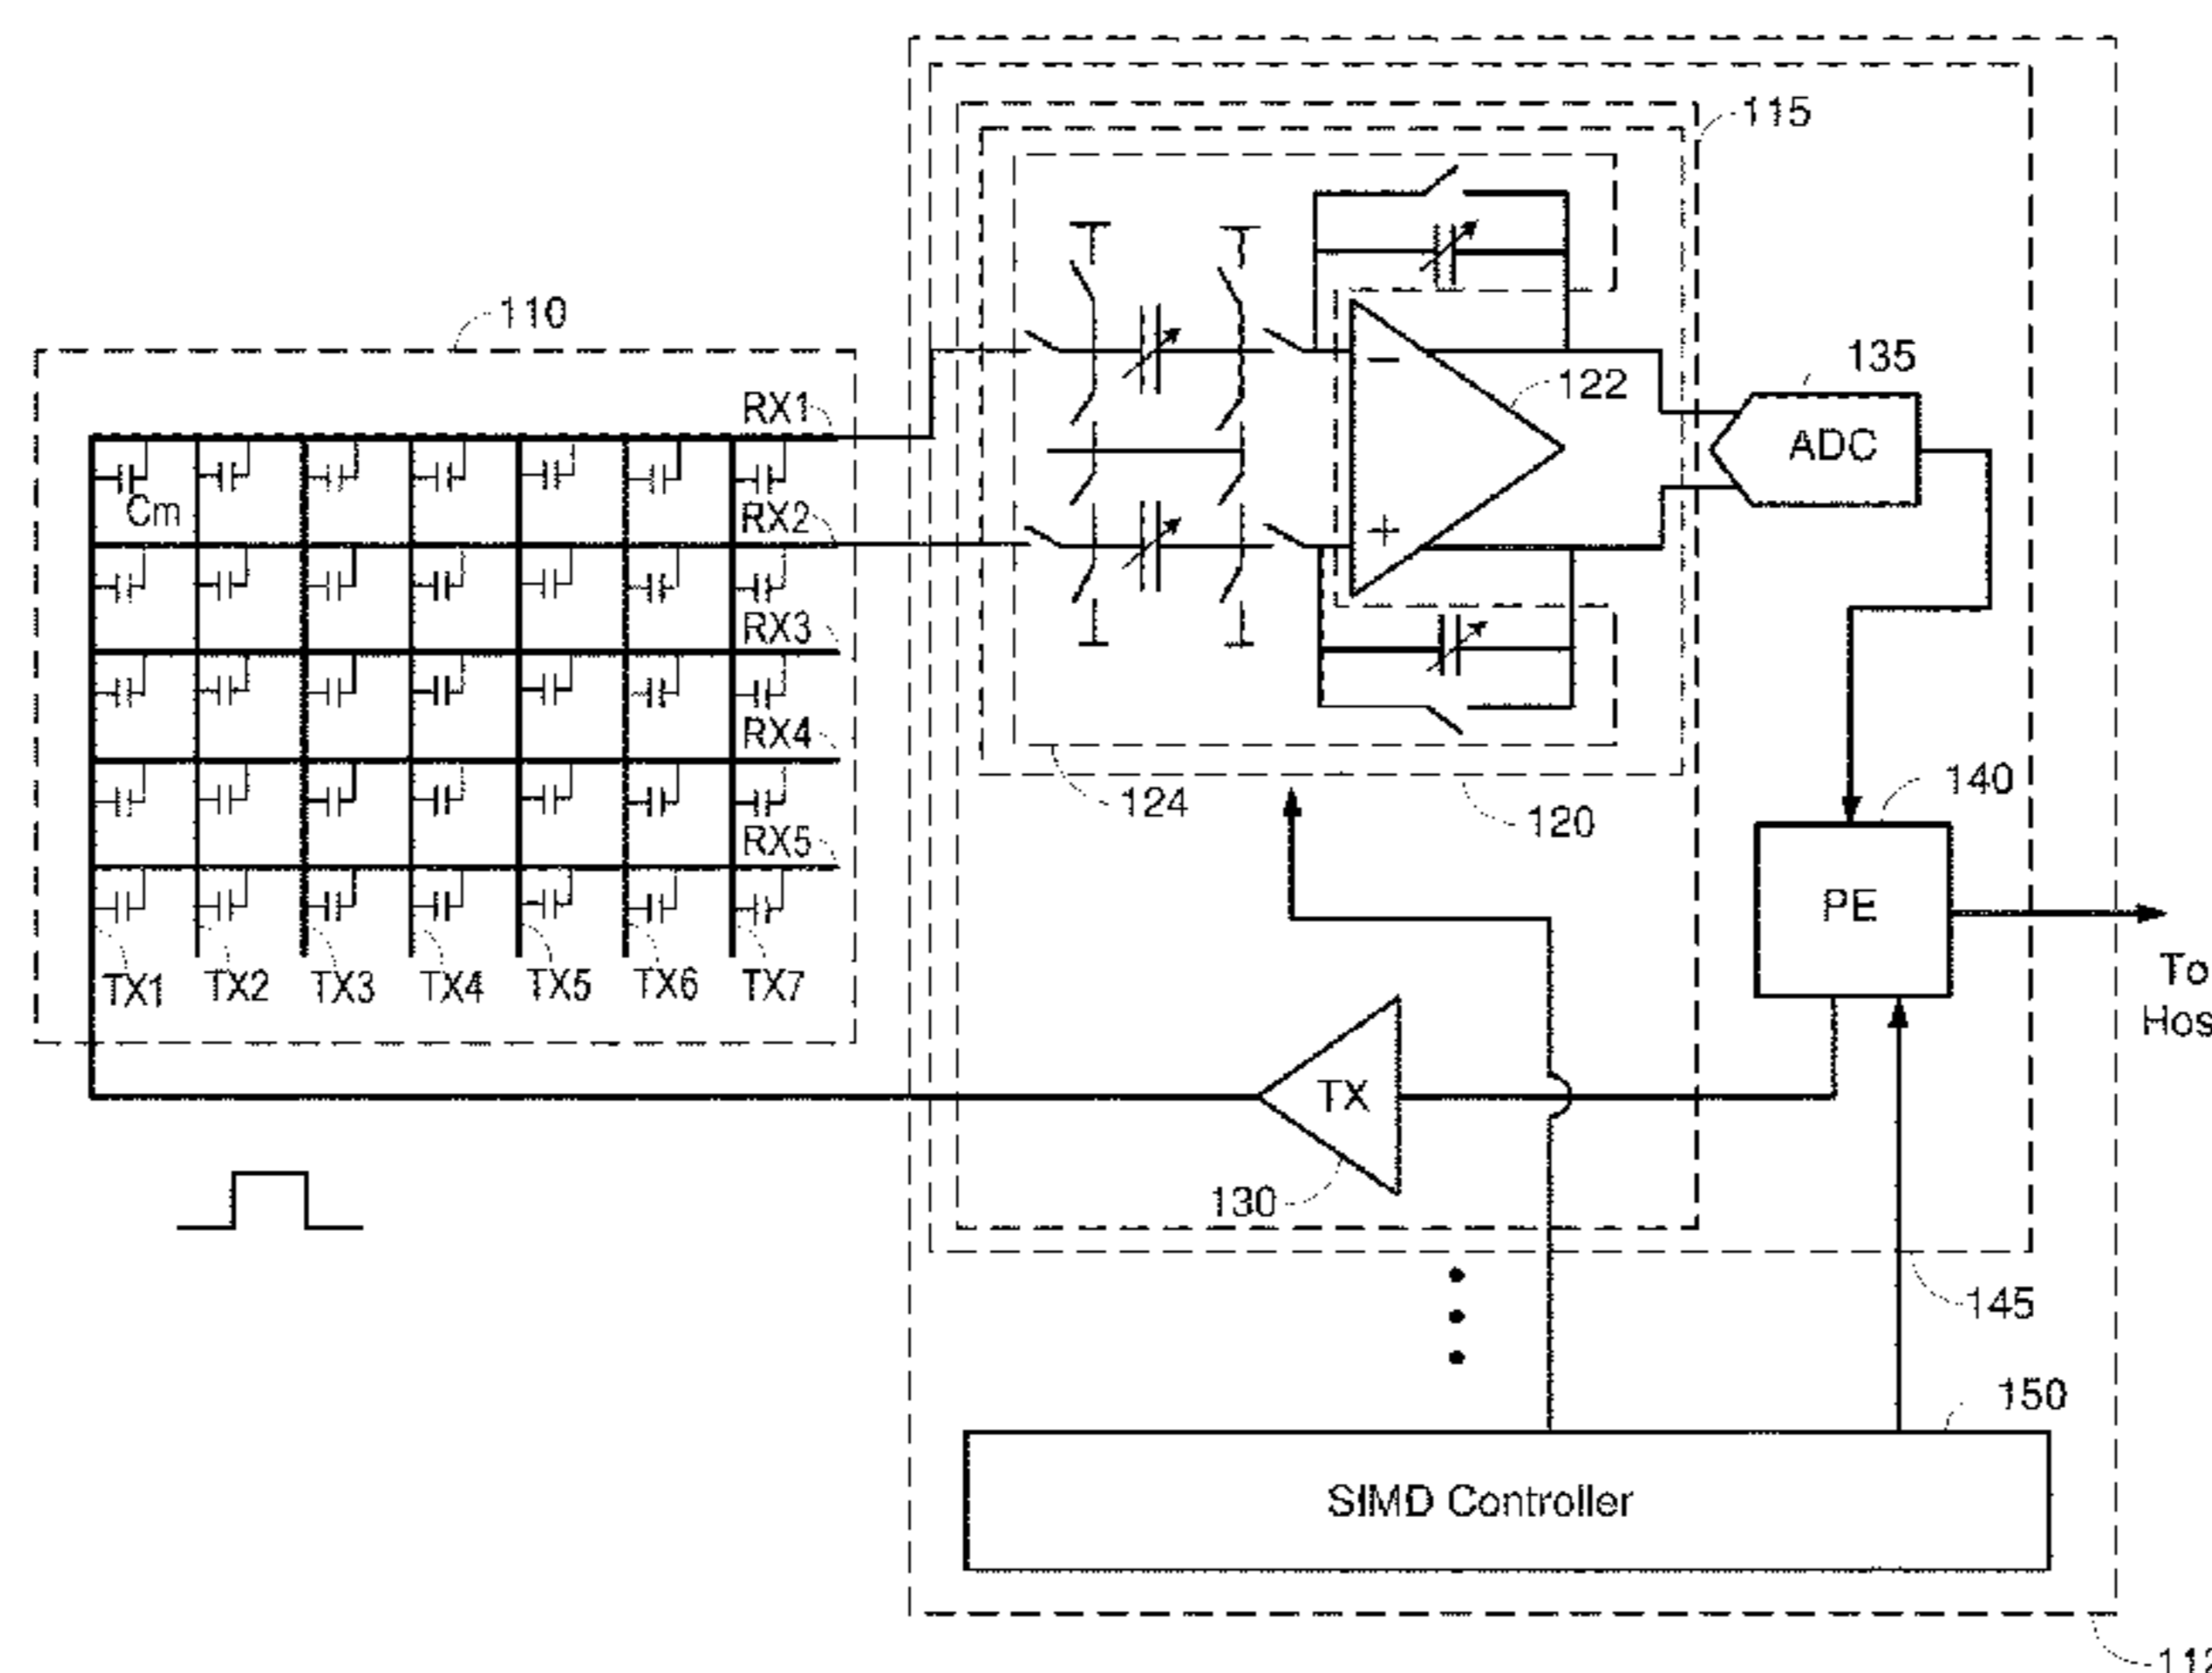 115
110
135
RX1
122
ADC
Cm
RX2
RX3
RX4
140
124
120
RX5
PE
To
Hos
TX1 TX2 TX3 TX4 TX5 TX6 TX7
TX
130
145
150
SIMD Controller